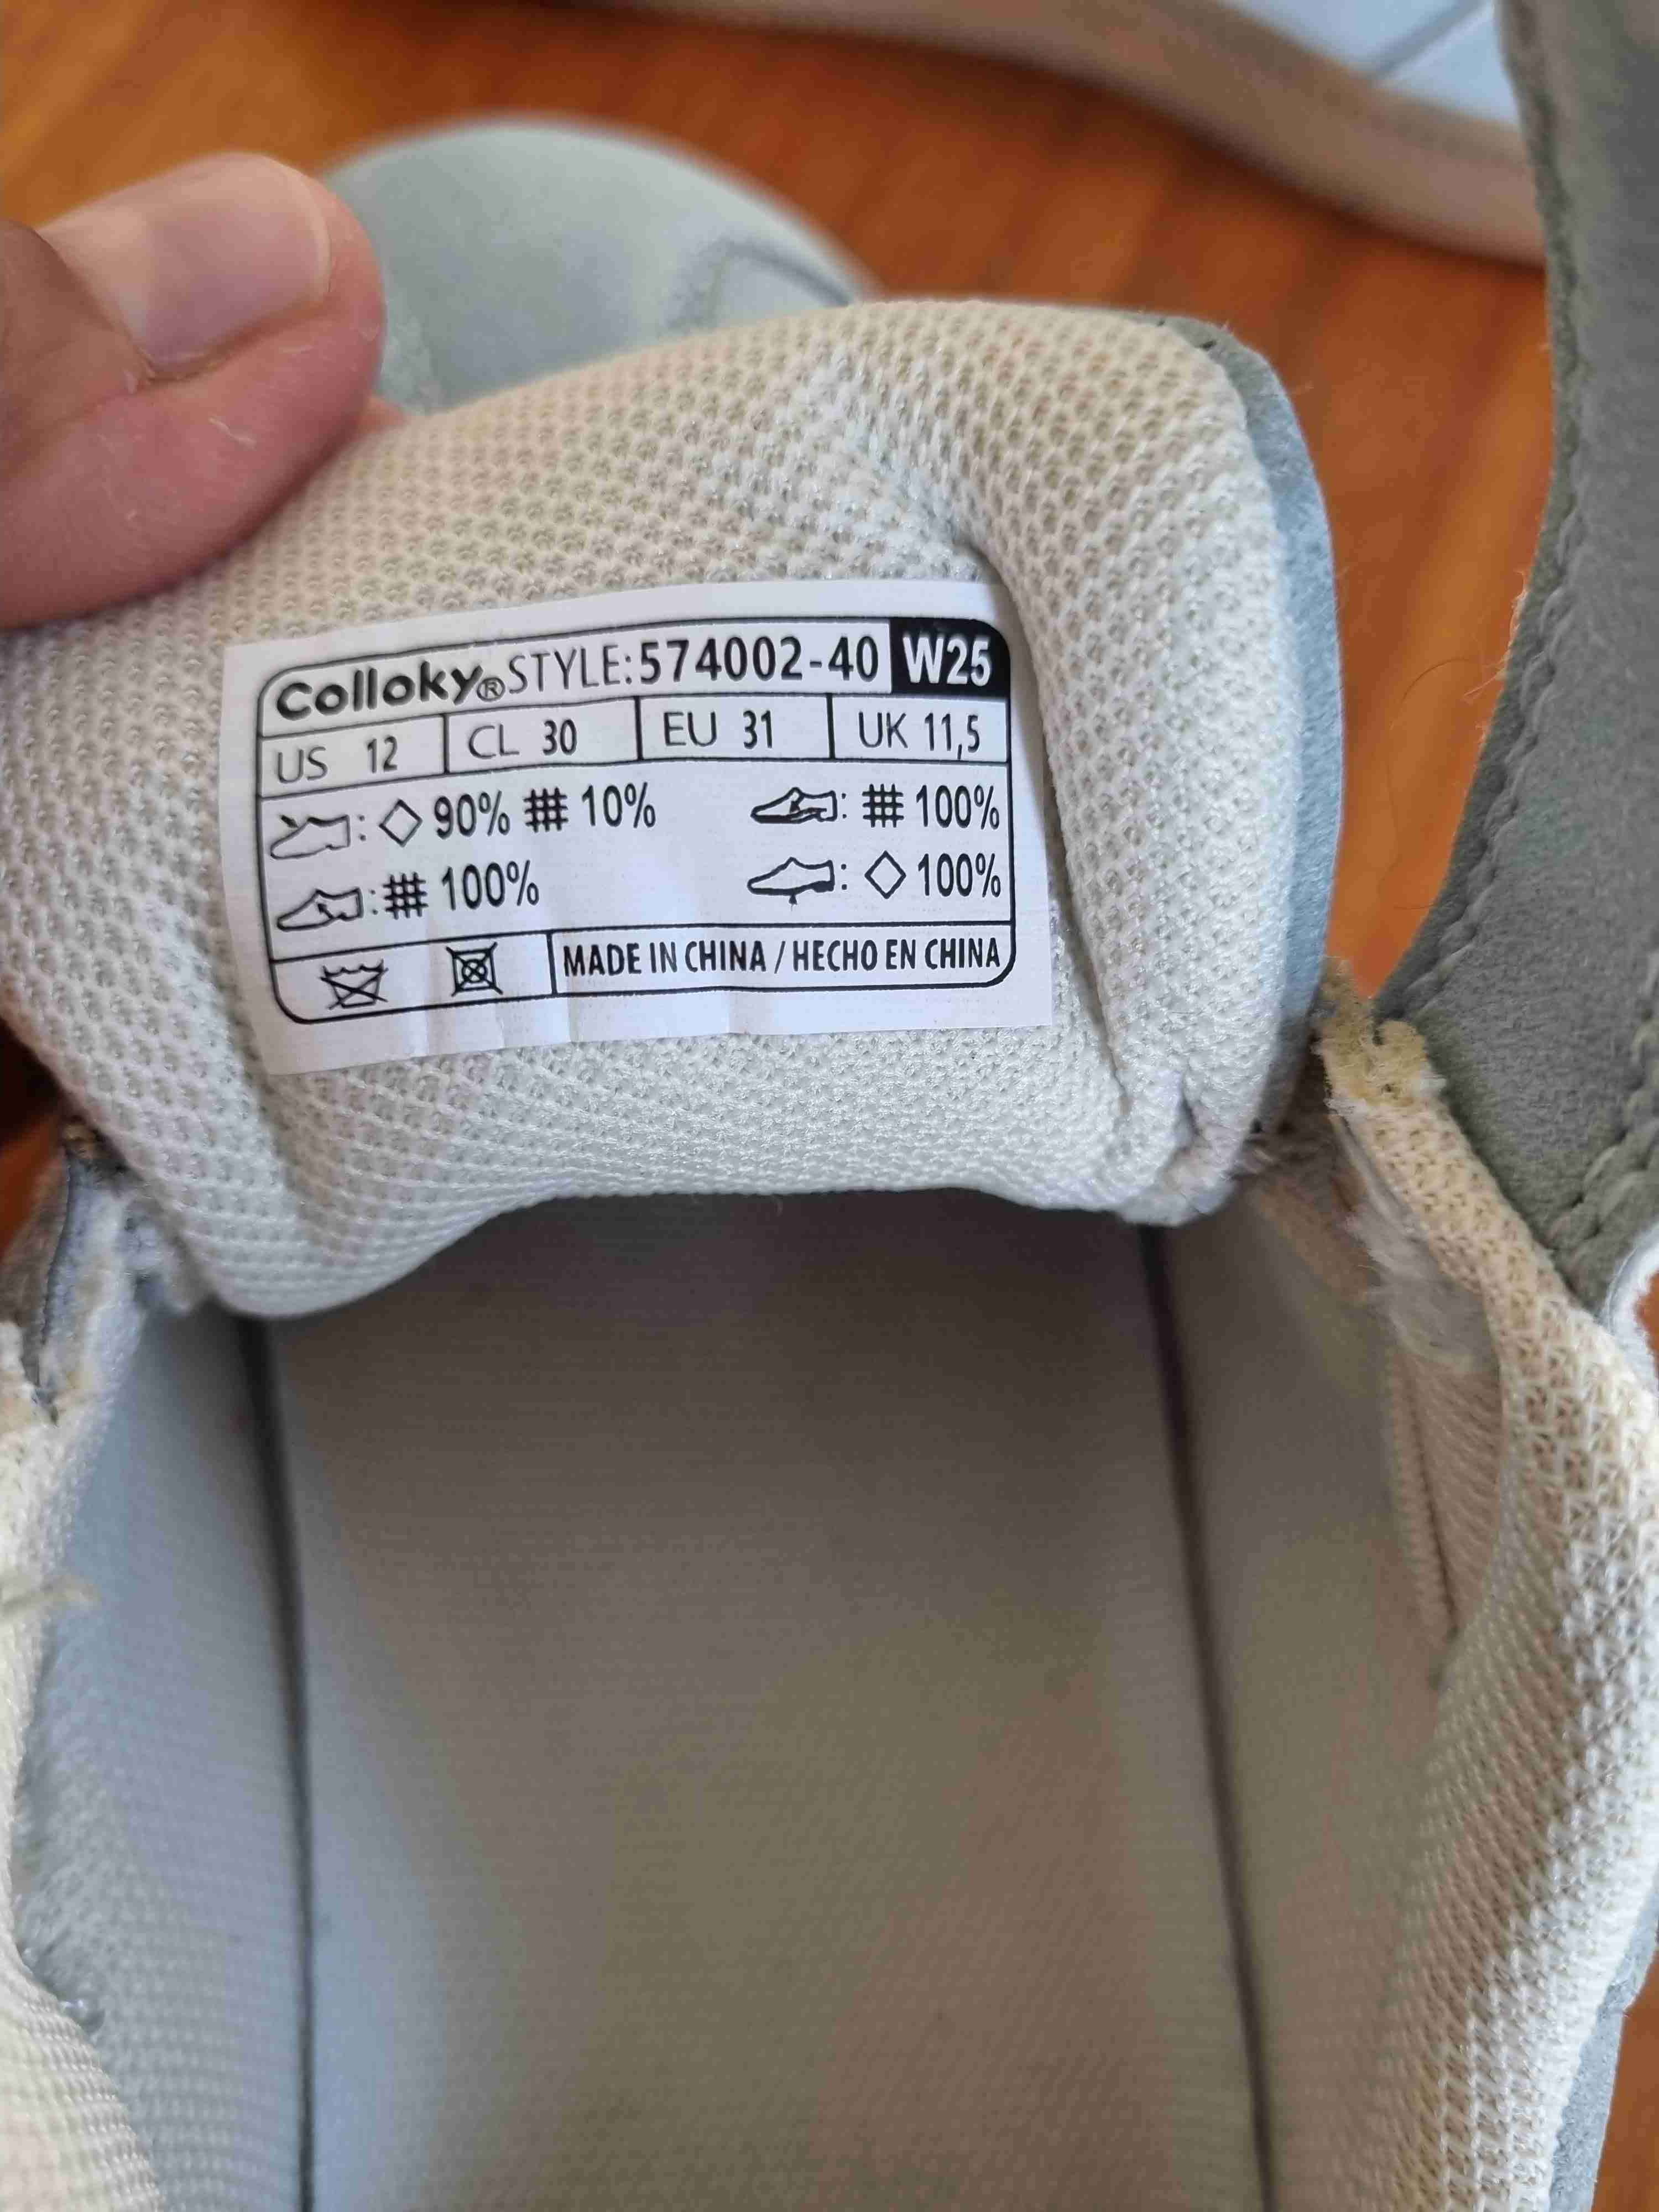 Colloky® STYLE:574002-40 W25
US 12 CL 30 EU 31 UK 11,5
: 90% 10% : 100%
: 100% : 100%
MADE IN CHINA / HECHO EN CHINA